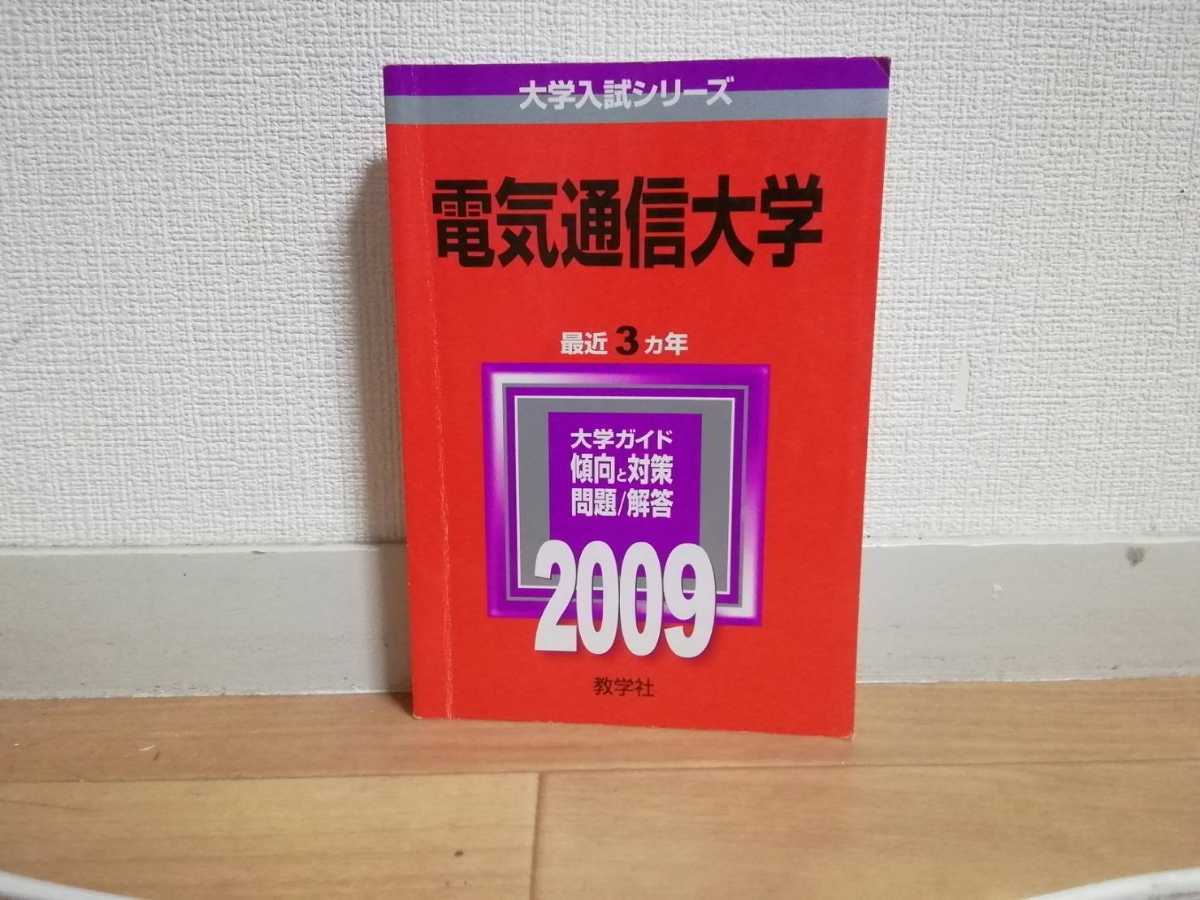 大学入試シリーズ
電気通信大学
最近3ヵ年
大学ガイド
傾向と対策
問題/解答
2009
教学社